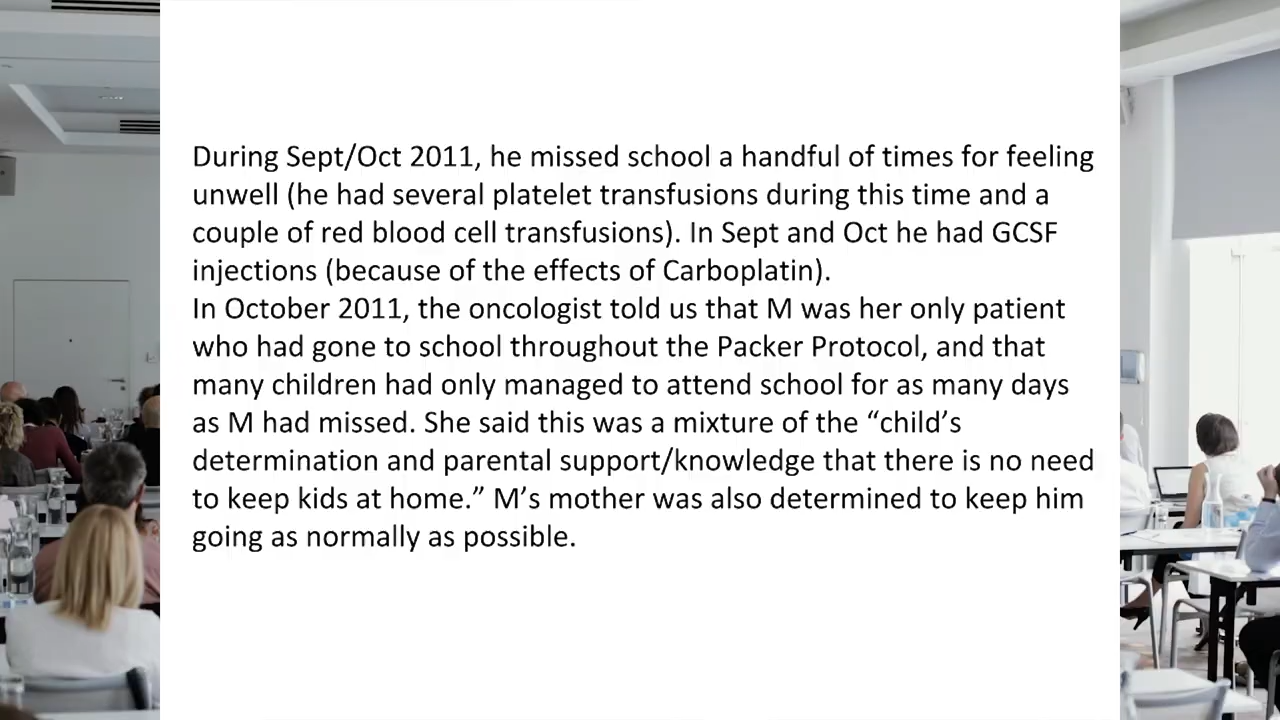 During Sept/Oct 2011, he missed school a handful of times for feeling
unwell (he had several platelet transfusions during this time and a
couple of red blood cell transfusions). In Sept and Oct he had GCSF
injections (because of the effects of Carboplatin).
In October 2011, the oncologist told us that M was her only patient
who had gone to school throughout the Packer Protocol, and that
many children had only managed to attend school for as many days
as M had missed. She said this was a mixture of the “child’s
determination and parental support/knowledge that there is no need
to keep kids at home.” M’s mother was also determined to keep him
going as normally as possible.